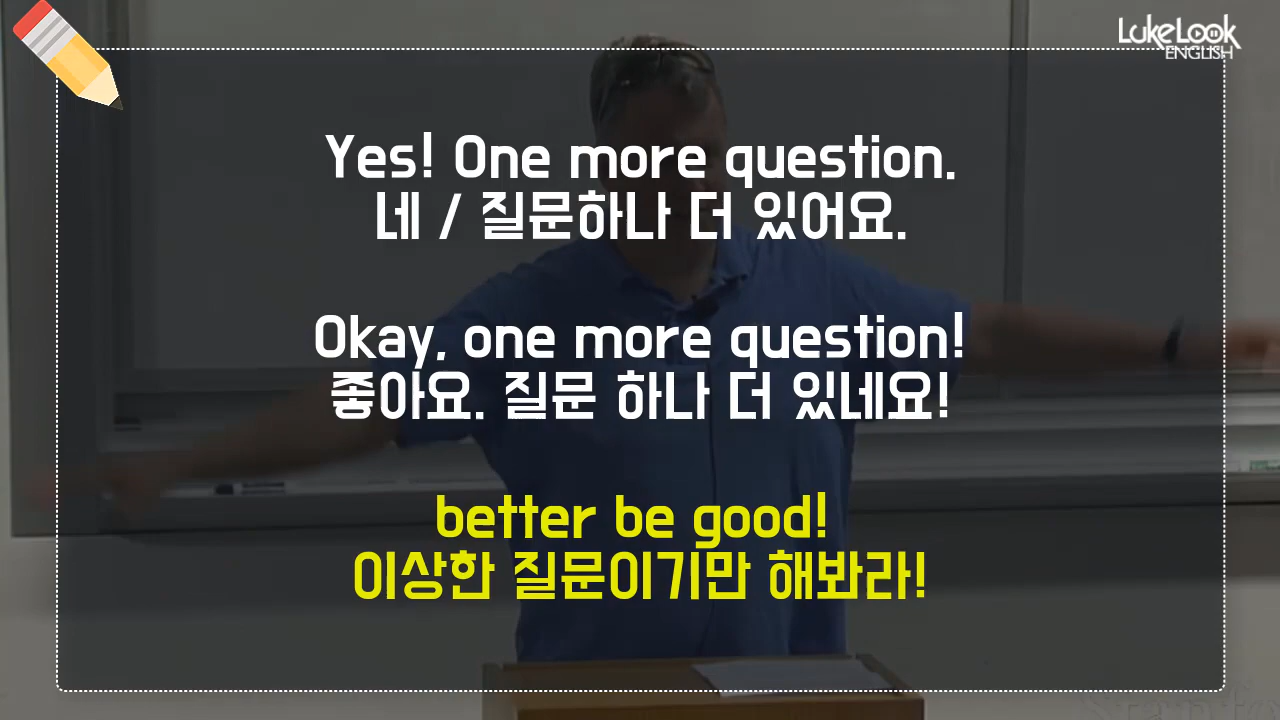 LukeLook
ENGLISH
Yes! One more question.
네 / 질문하나 더 있어요.
Okay, one more question!
좋아요. 질문 하나 더 있네요!
better be good!
이상한 질문이기만 해봐라!